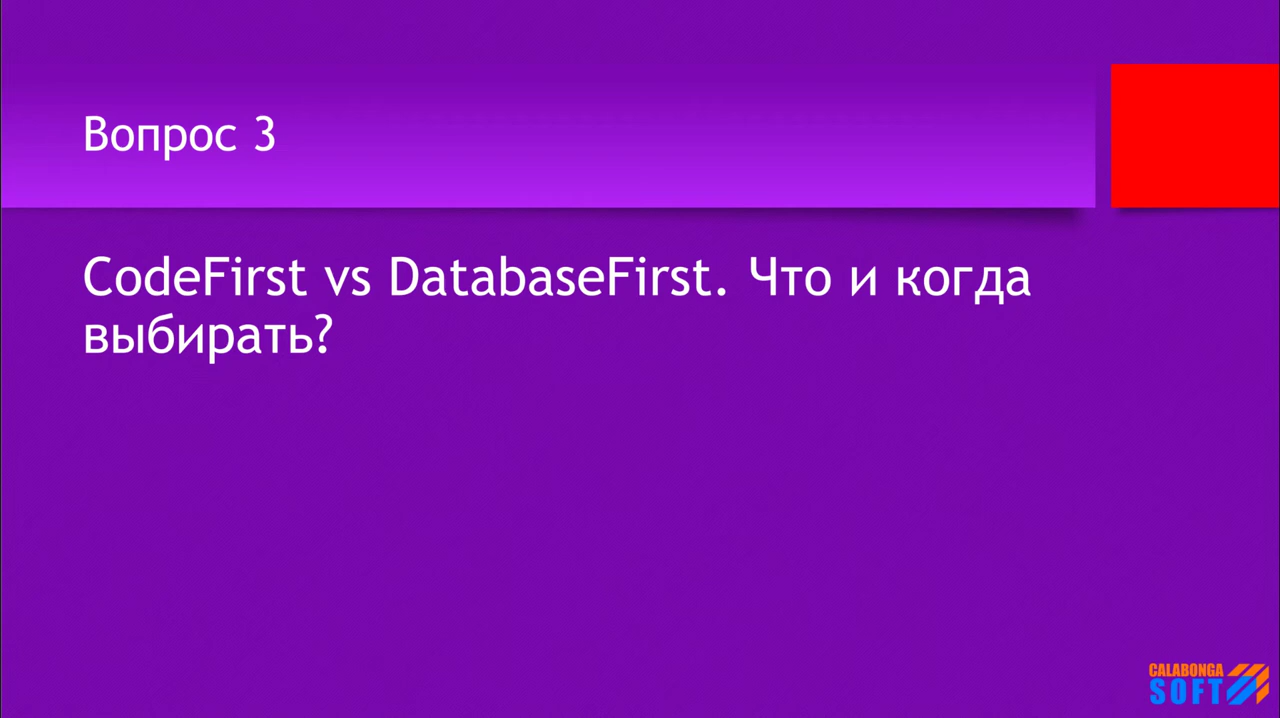 Вопрос 3
CodeFirst vs DatabaseFirst. Что и когда
выбирать?
CALABONGA
SOFT